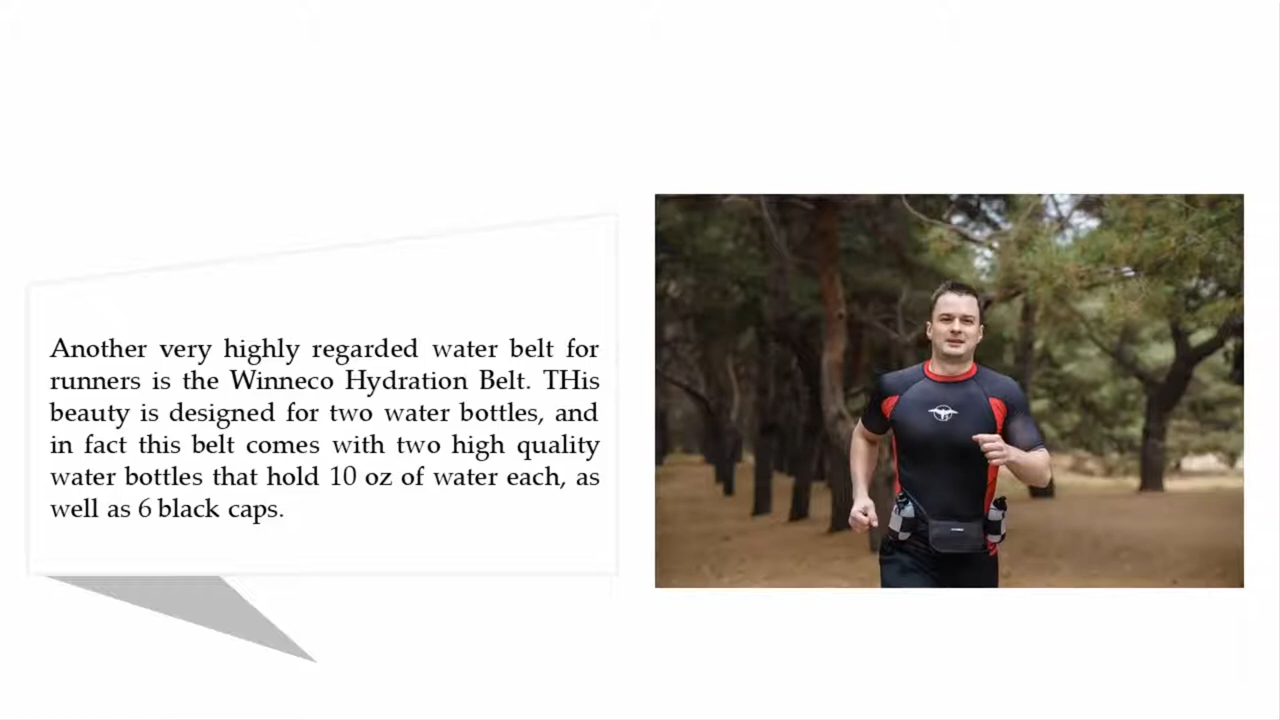 Another very highly regarded water belt for
runners is the Winneco Hydration Belt. THis
beauty is designed for two water bottles, and
in fact this belt comes with two high quality
water bottles that hold 10 oz of water each, as
well as 6 black caps.